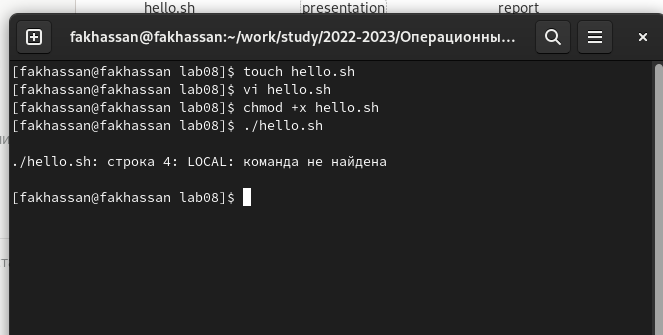 hello.sh presentation report
fakhassan@fakhassan:~/work/study/2022-2023/Операционны...
[fakhassan@fakhassan lab08]$ touch hello.sh
[fakhassan@fakhassan lab08]$ vi hello.sh
[fakhassan@fakhassan lab08]$ chmod +x hello.sh
[fakhassan@fakhassan lab08]$ ./hello.sh
./hello.sh: строка 4: LOCAL: команда не найдена
[fakhassan@fakhassan lab08]$